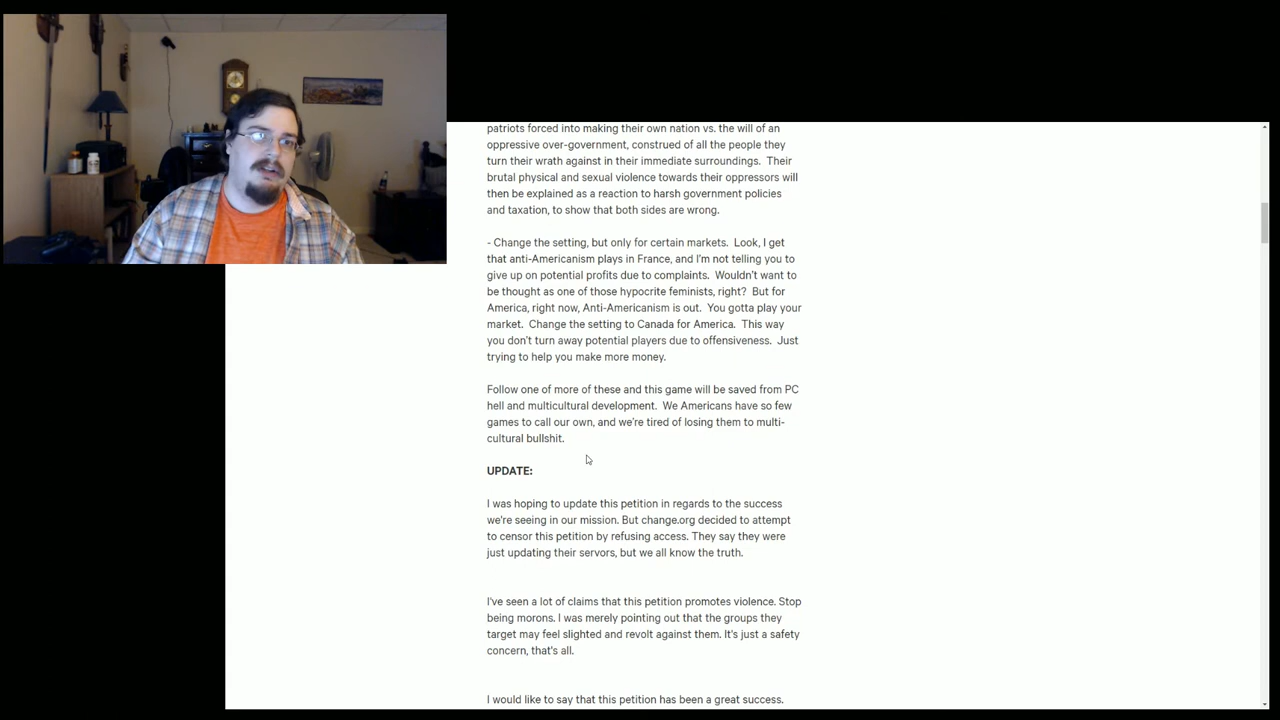 patriots forced into making their own nation vs. the will of an
oppressive over-government, construed of all the people they
turn their wrath against in their immediate surroundings.  Their
brutal physical and sexual violence towards their oppressors will
then be explained as a reaction to harsh government policies
and taxation, to show that both sides are wrong.
- Change the setting, but only for certain markets.  Look, I get
that anti-Americanism plays in France, and I'm not telling you to
give up on potential profits due to complaints.  Wouldn't want to
be thought as one of those hypocrite feminists, right?  But for
America, right now, Anti-Americanism is out.  You gotta play your
market.  Change the setting to Canada for America.  This way
you don't turn away potential players due to offensiveness.  Just
trying to help you make more money.
Follow one of more of these and this game will be saved from PC
hell and multicultural development.  We Americans have so few
games to call our own, and we're tired of losing them to multi-
cultural bullshit.
UPDATE:
I was hoping to update this petition in regards to the success
we're seeing in our mission. But change.org decided to attempt
to censor this petition by refusing access. They say they were
just updating their servors, but we all know the truth.
I've seen a lot of claims that this petition promotes violence. Stop
being morons. I was merely pointing out that the groups they
target may feel slighted and revolt against them. It's just a safety
concern, that's all.
I would like to say that this petition has been a great success.